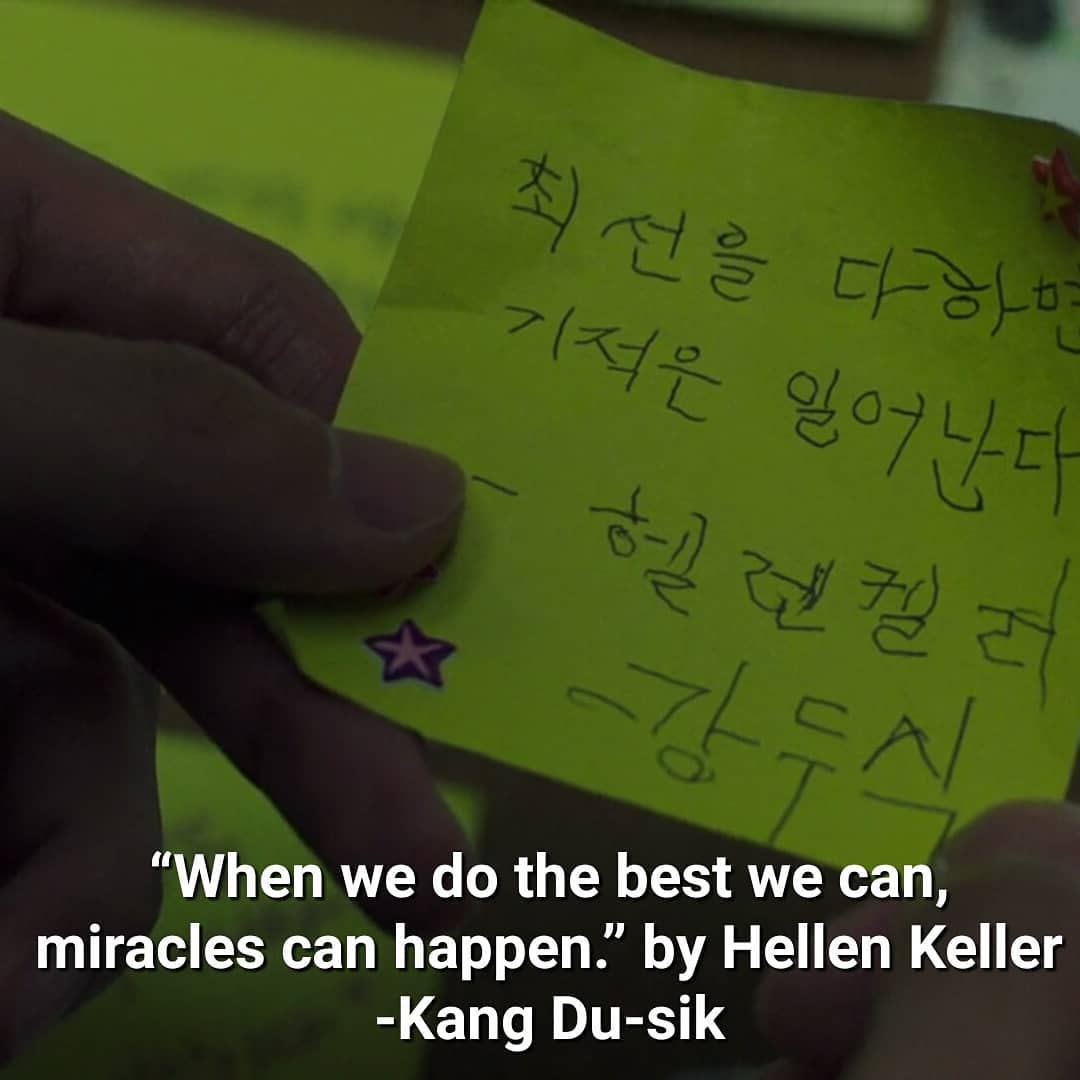 최선을 다하면
기적은 일어난다
- 헬렌켈러
-강두식
“When we do the best we can,
miracles can happen.” by Hellen Keller
-Kang Du-sik